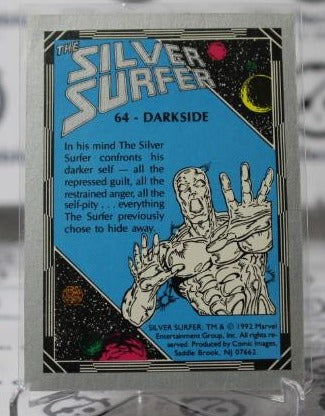 THE
SILVER
SURFER
64 - DARKSIDE
In his mind The Silver
Surfer confronts his
darker self — all the
repressed guilt, all the
restrained anger, all the
self-pity . . . everything
The Surfer previously
chose to hide away.
SILVER SURFER: TM & © 1992 Marvel
Entertainment Group, Inc. All rights re-
served. Produced by Comic Images,
Saddle Brook, NJ 07662.